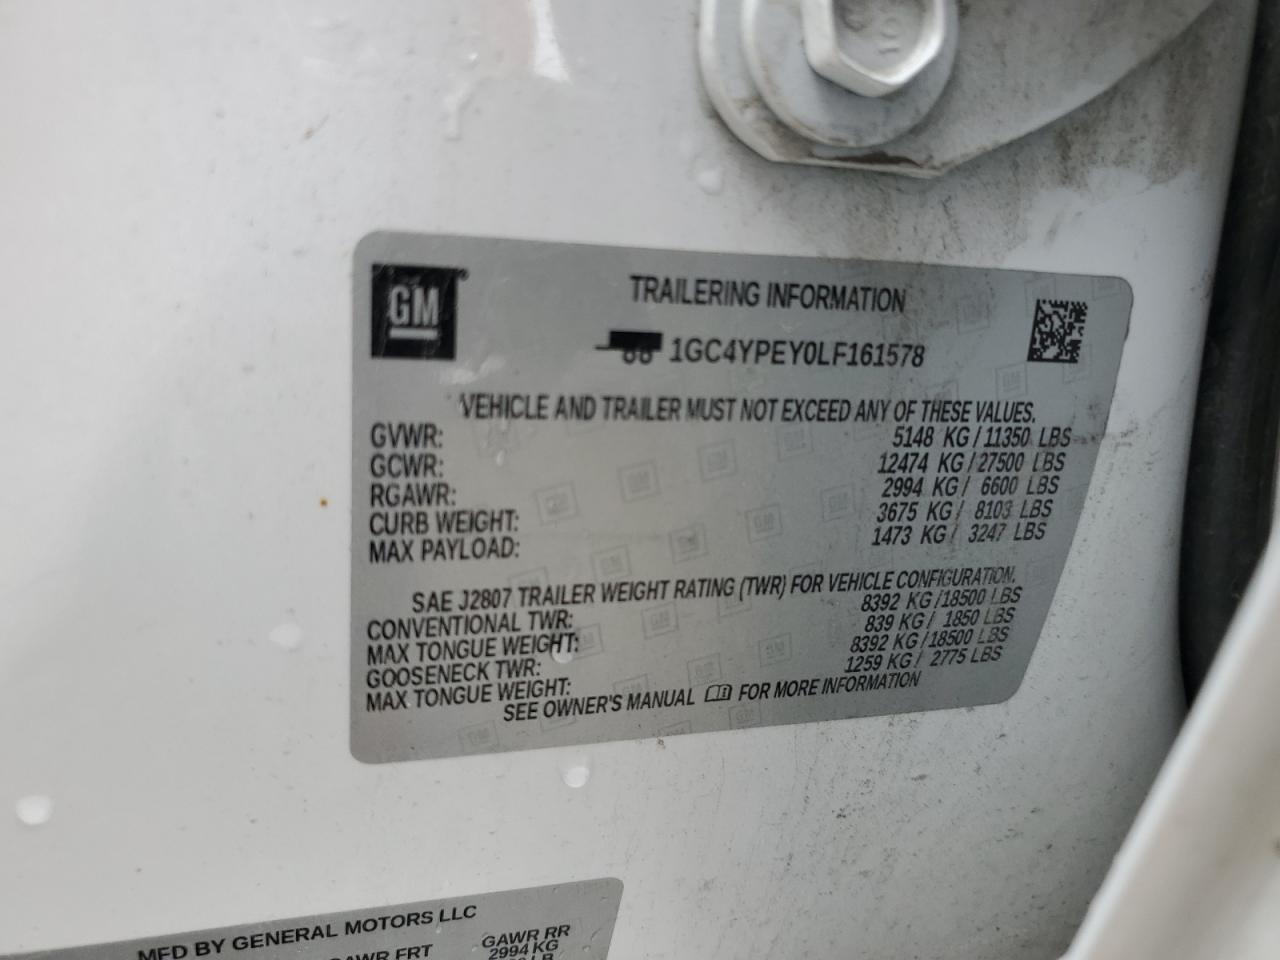 GM
TRAILERING INFORMATION
1GC4YPEY0LF161578
VEHICLE AND TRAILER MUST NOT EXCEED ANY OF THESE VALUES.
GVWR: 5148 KG/11350 LBS
GCWR: 12474 KG/27500 LBS
RGAWR: 2994 KG/ 6600 LBS
CURB WEIGHT: 3675 KG/ 8103 LBS
MAX PAYLOAD: 1473 KG/ 3247 LBS
SAE J2807 TRAILER WEIGHT RATING (TWR) FOR VEHICLE CONFIGURATION.
CONVENTIONAL TWR: 8392 KG/18500 LBS
MAX TONGUE WEIGHT: 839 KG/ 1850 LBS
GOOSENECK TWR: 8392 KG/18500 LBS
MAX TONGUE WEIGHT: 1259 KG/ 2775 LBS
SEE OWNER'S MANUAL FOR MORE INFORMATION
MFD BY GENERAL MOTORS LLC
GAWR FRT GAWR RR
2994 KG
LB